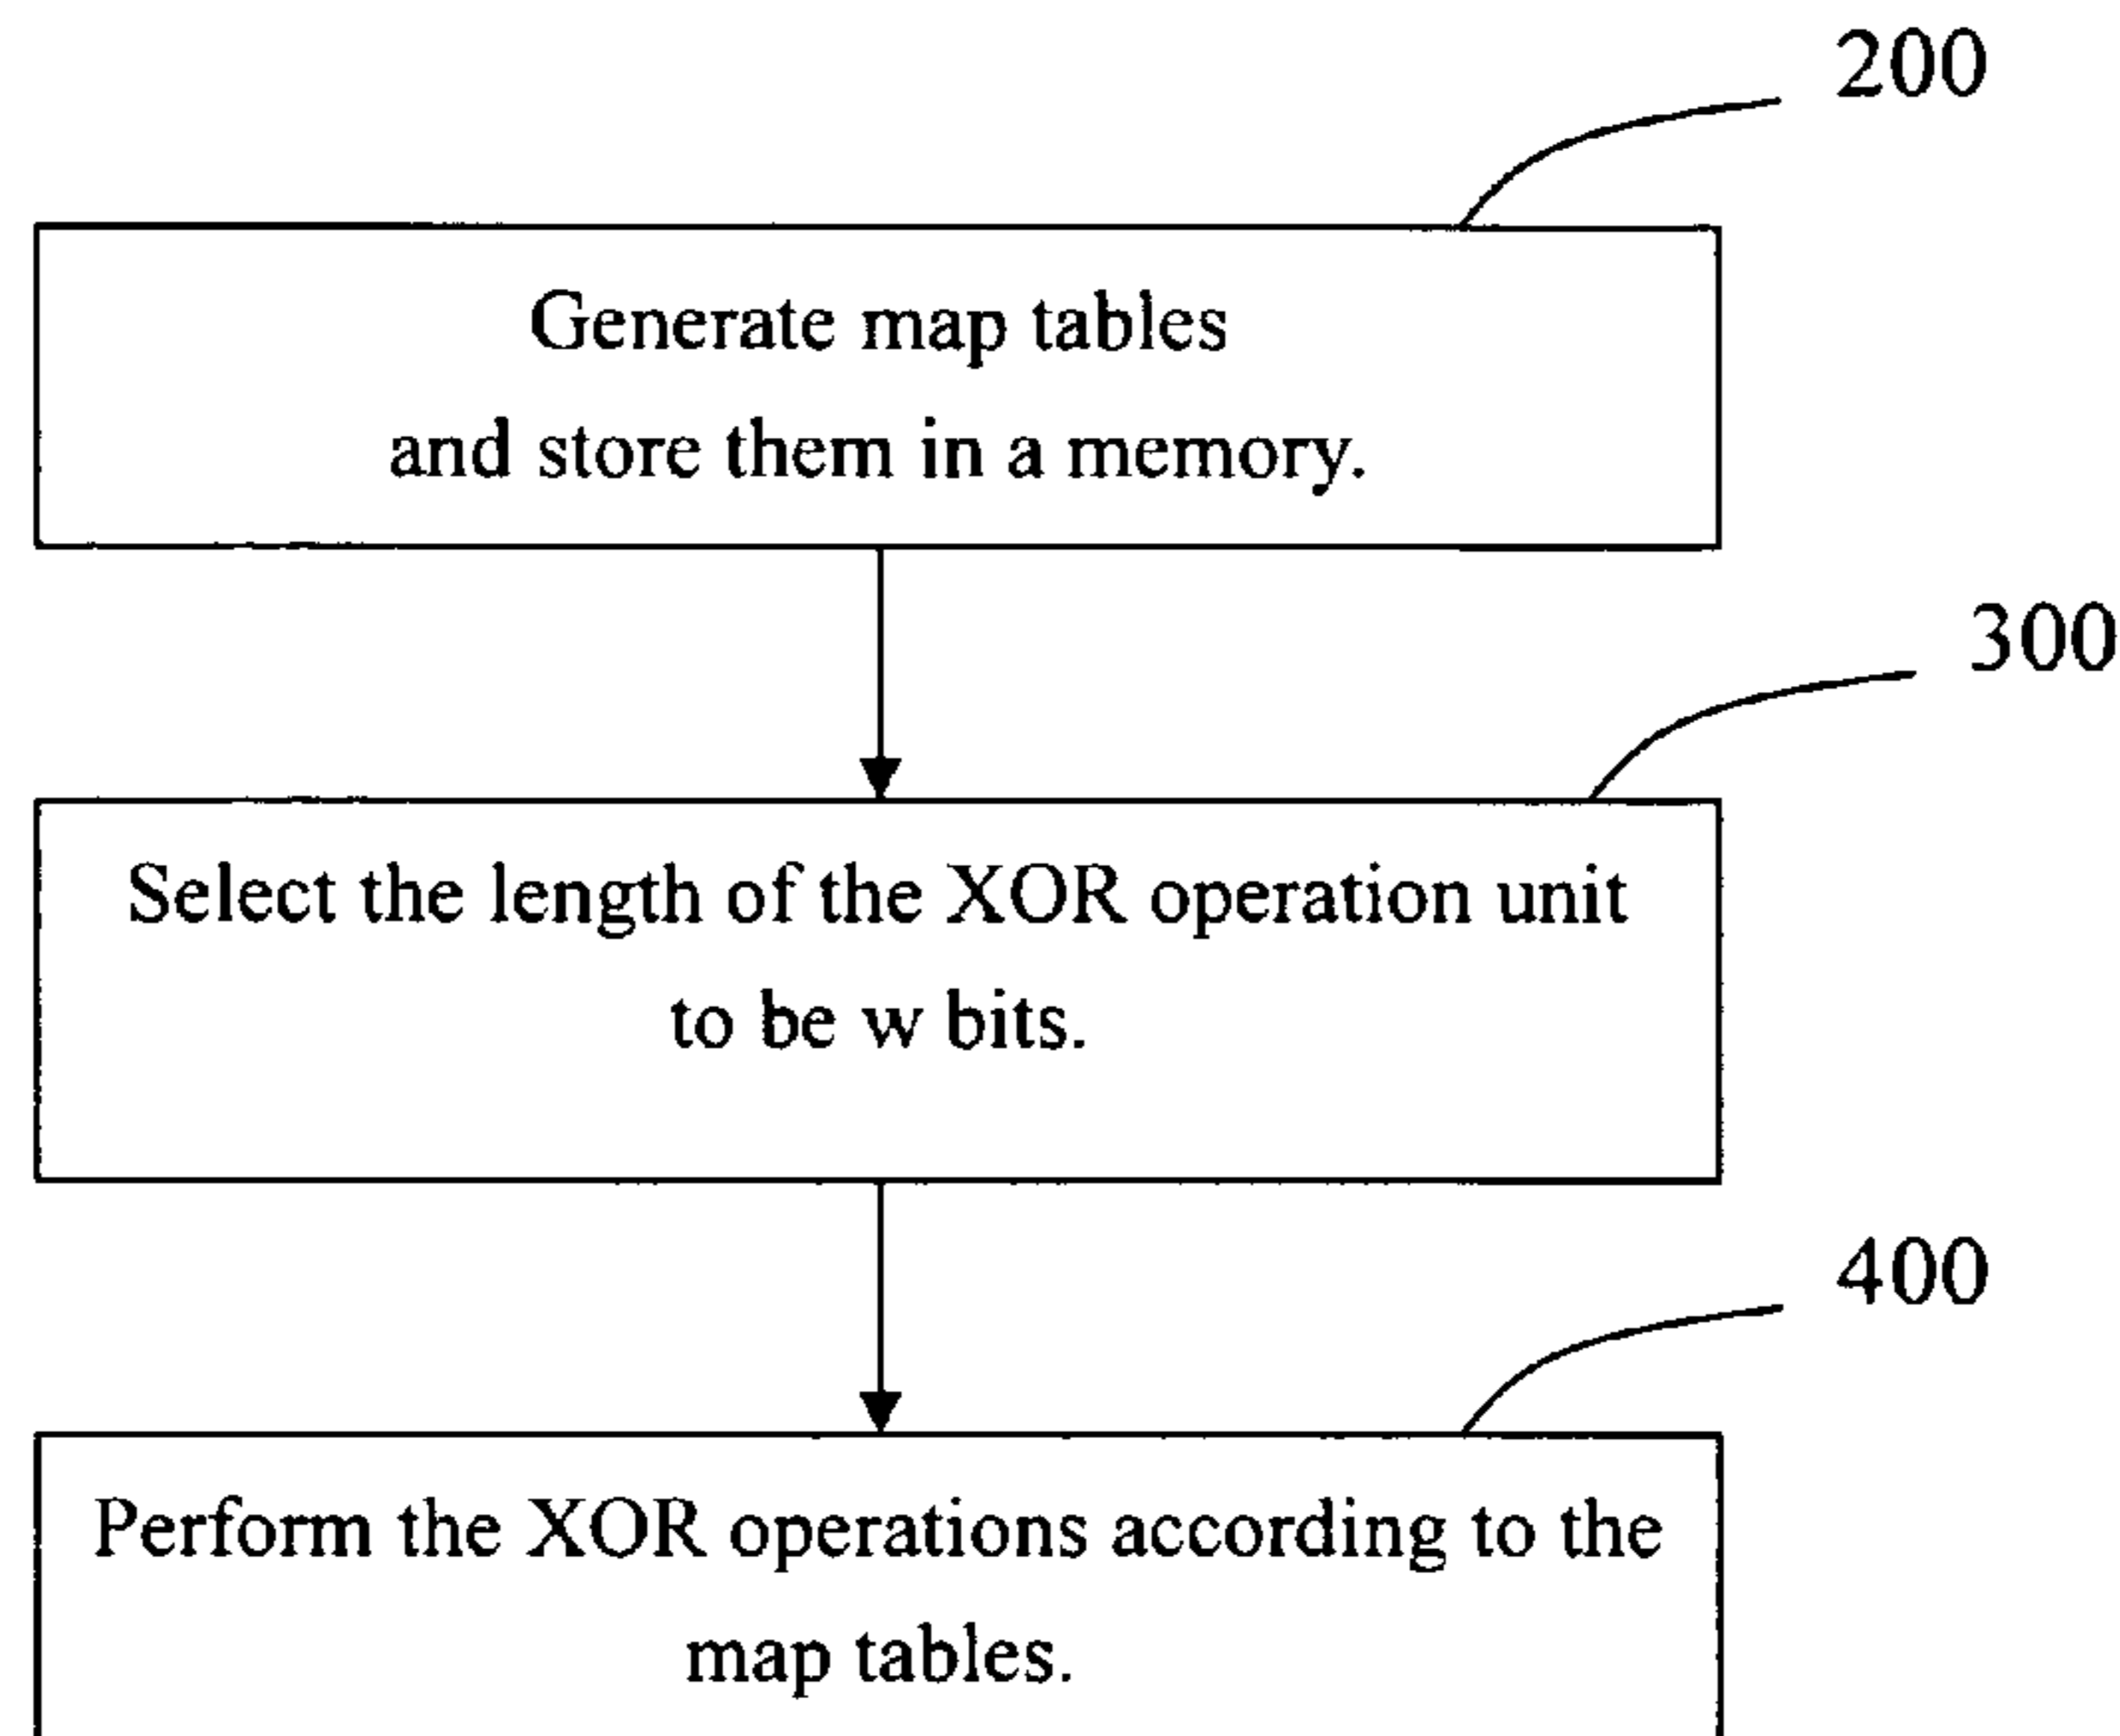 200
Generate map tables
and store them in a memory.
300
Select the length of the XOR operation unit
to be w bits.
400
Perform the XOR operations according to the
map tables.